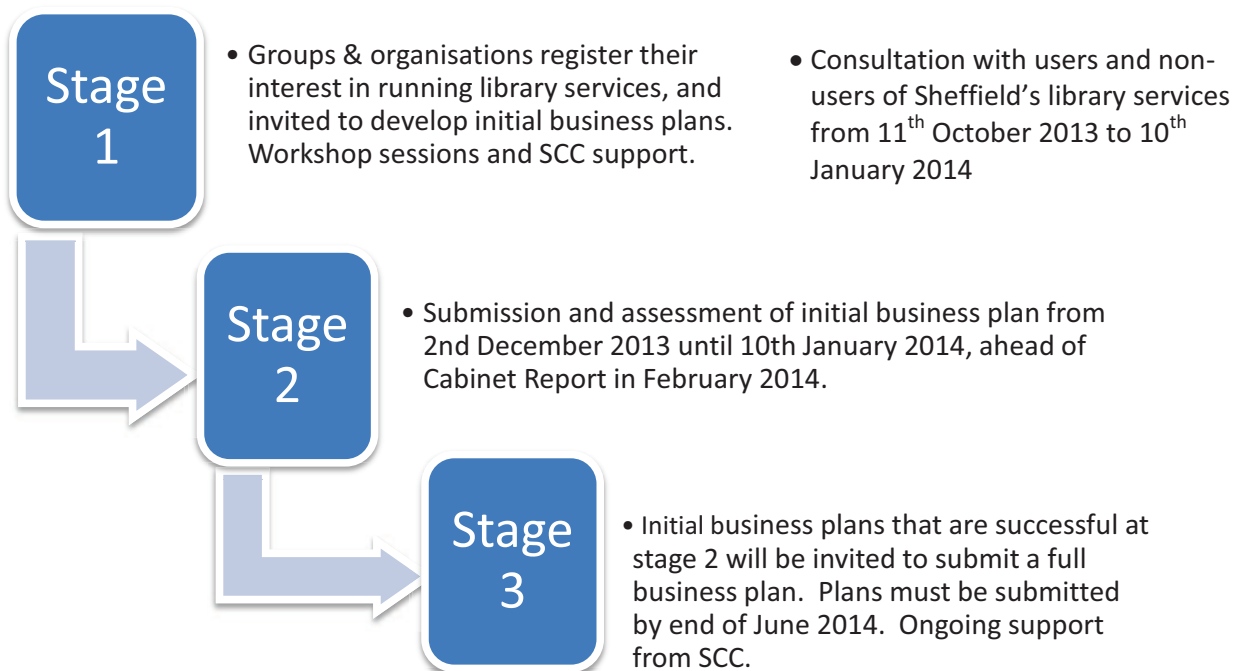 Stage
1
• Groups & organisations register their
interest in running library services, and
invited to develop initial business plans.
Workshop sessions and SCC support.
• Consultation with users and non-
users of Sheffield's library services
from 11th October 2013 to 10th
January 2014
Stage
2
• Submission and assessment of initial business plan from
2nd December 2013 until 10th January 2014, ahead of
Cabinet Report in February 2014.
Stage
3
• Initial business plans that are successful at
stage 2 will be invited to submit a full
business plan.  Plans must be submitted
by end of June 2014.  Ongoing support
from SCC.